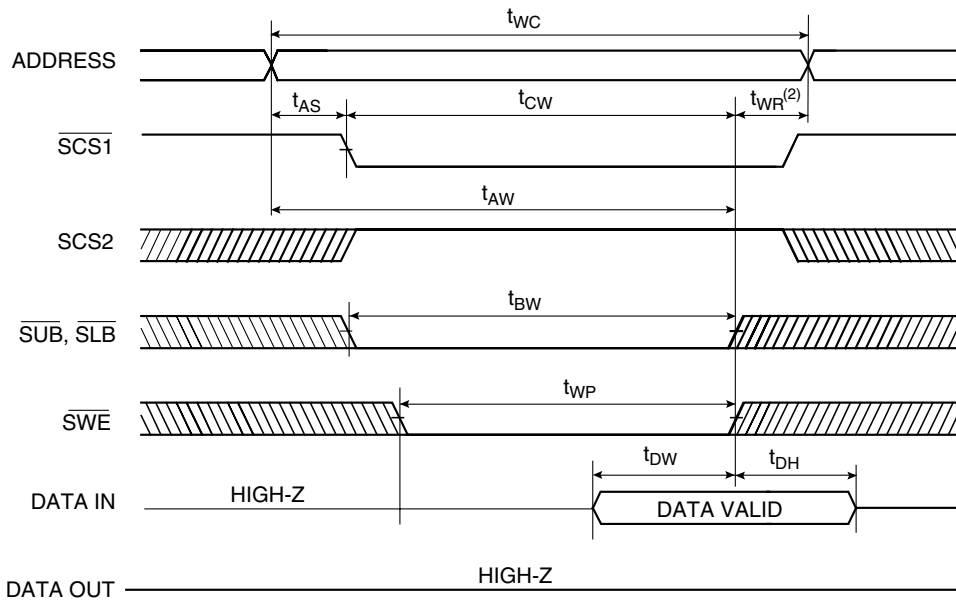 tWC
ADDRESS
tAS
tCW
tWR(2)
SCS1
tAW
SCS2
tBW
SUB, SLB
tWP
SWE
tDW
tDH
DATA IN
HIGH-Z
DATA VALID
HIGH-Z
DATA OUT